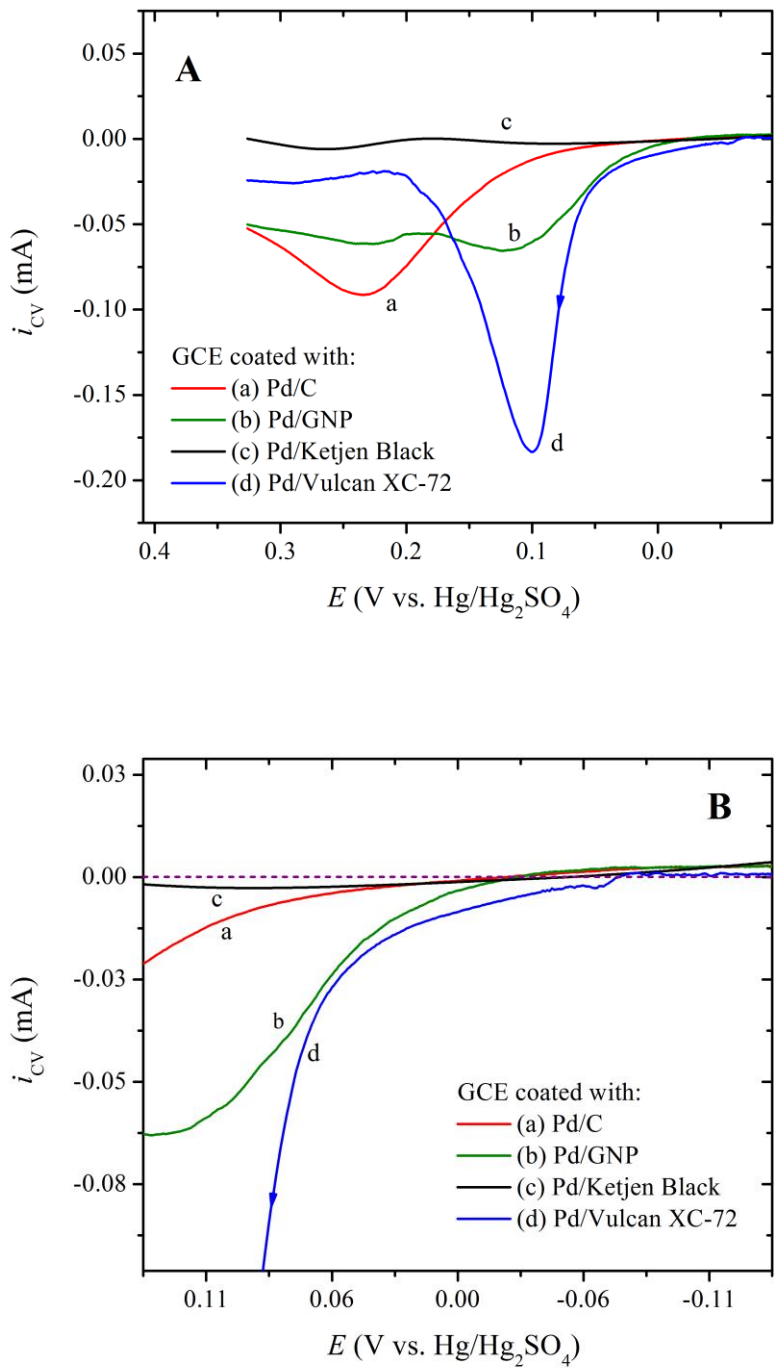 A
0.05
0.00
-0.05
-0.10
-0.15
-0.20
i_CV (mA)
c
b
a
d
GCE coated with:
(a) Pd/C
(b) Pd/GNP
(c) Pd/Ketjen Black
(d) Pd/Vulcan XC-72
0.4 0.3 0.2 0.1 0.0
E (V vs. Hg/Hg₂SO₄)
B
0.03
0.00
-0.03
-0.05
-0.08
i_CV (mA)
c
a
b
d
GCE coated with:
(a) Pd/C
(b) Pd/GNP
(c) Pd/Ketjen Black
(d) Pd/Vulcan XC-72
0.11 0.06 0.00 -0.06 -0.11
E (V vs. Hg/Hg₂SO₄)